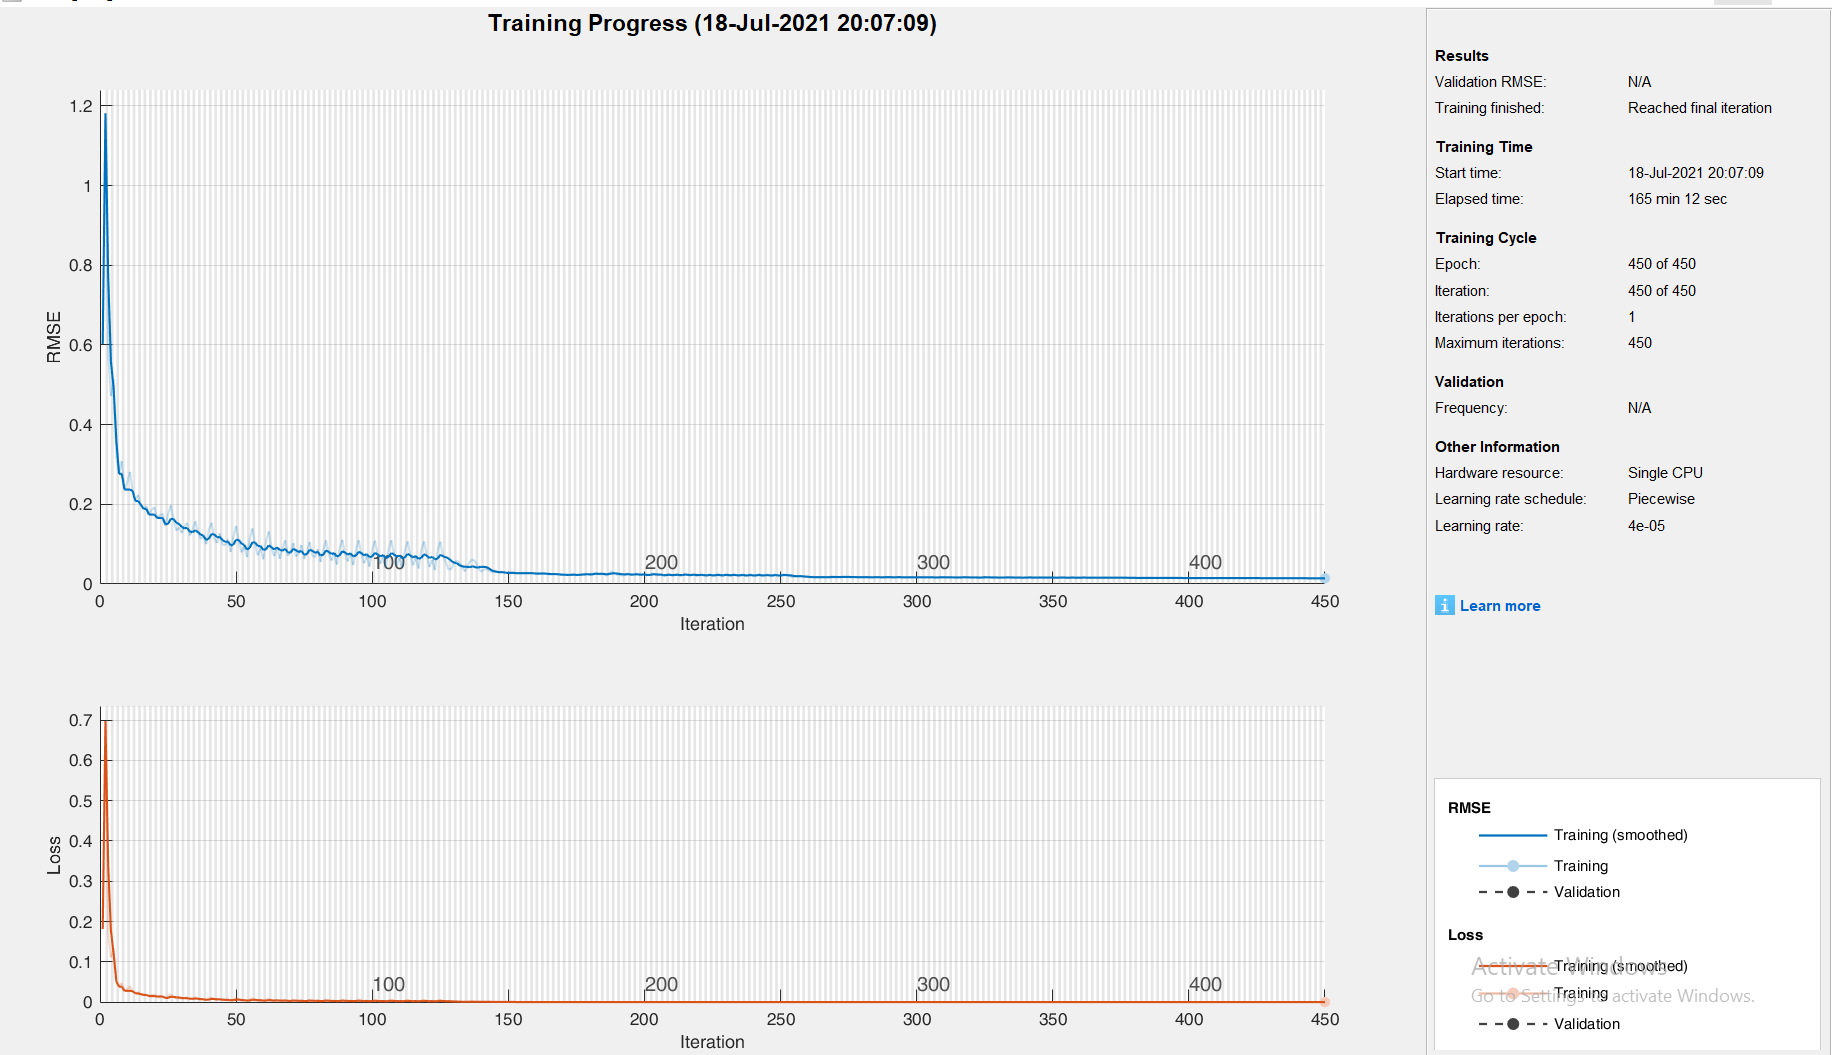 Training Progress (18-Jul-2021 20:07:09)
1.2
1
0.8
0.6
0.4
0.2
0
RMSE
100
200
300
400
0
50
100
150
200
250
300
350
400
450
Iteration
0.7
0.6
0.5
0.4
0.3
0.2
0.1
0
Loss
100
200
300
400
0
50
100
150
200
250
300
350
400
450
Iteration
Results
Validation RMSE: N/A
Training finished: Reached final iteration
Training Time
Start time: 18-Jul-2021 20:07:09
Elapsed time: 165 min 12 sec
Training Cycle
Epoch: 450 of 450
Iteration: 450 of 450
Iterations per epoch: 1
Maximum iterations: 450
Validation
Frequency: N/A
Other Information
Hardware resource: Single CPU
Learning rate schedule: Piecewise
Learning rate: 4e-05
i Learn more
RMSE
Training (smoothed)
Training
Validation
Loss
Training (smoothed)
Training
Validation
Activate Windows
Go to Settings to activate Windows.